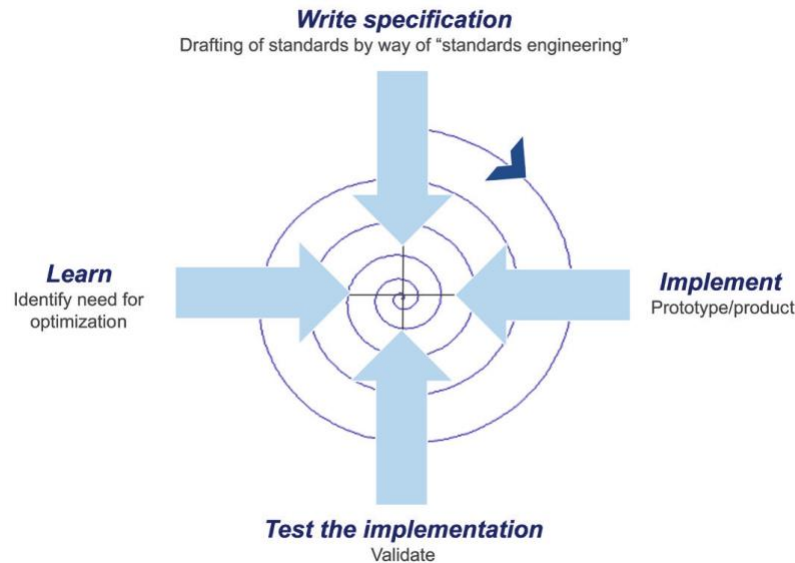 Write specification
Drafting of standards by way of “standards engineering”
Learn
Identify need for
optimization
Implement
Prototype/product
Test the implementation
Validate